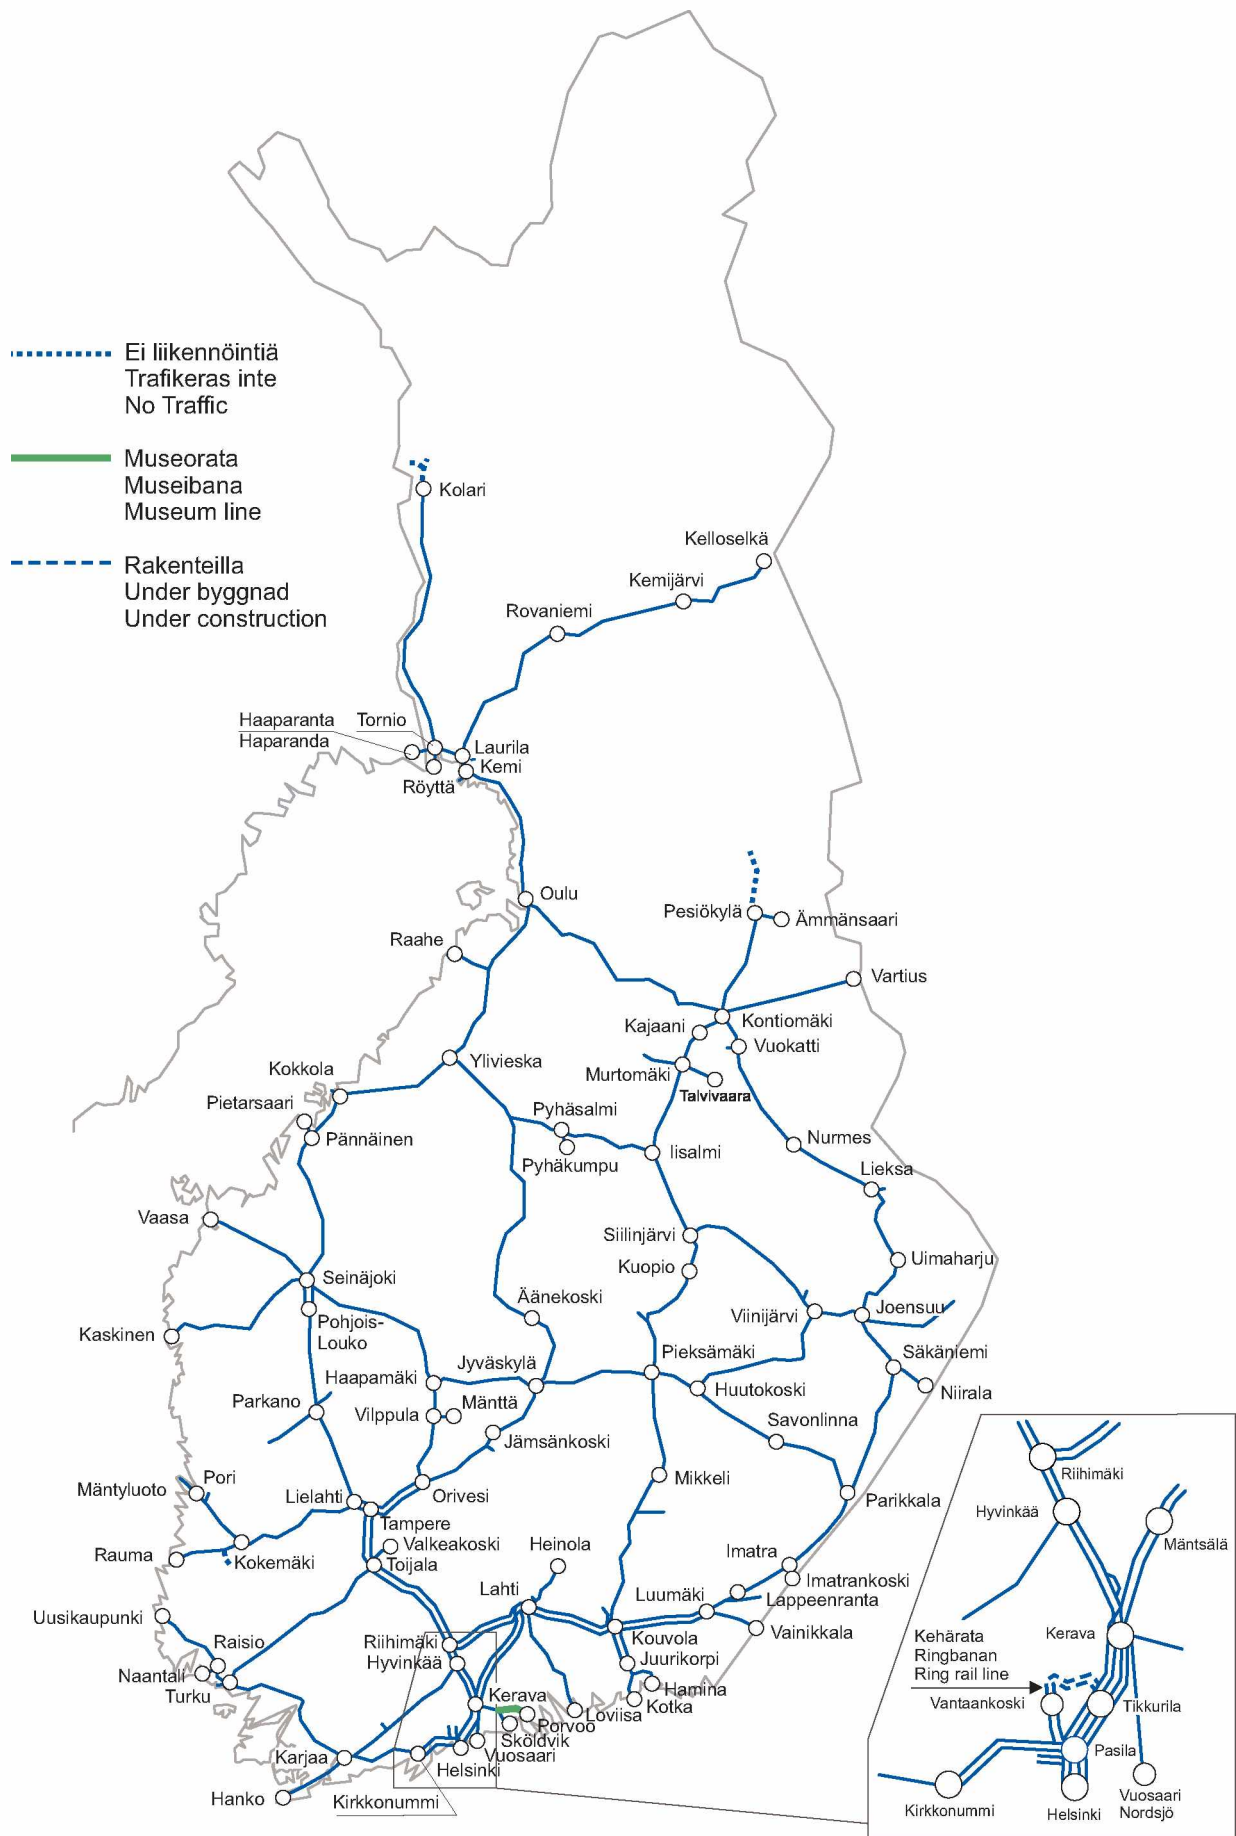 Ei liikennöintiä
Trafikeras inte
No Traffic
Museorata
Museibana
Museum line
Rakenteilla
Under byggnad
Under construction
Kolari
Kelloselkä
Kemijärvi
Rovaniemi
Haaparanta
Haparanda
Tornio
Laurila
Kemi
Röyttä
Oulu
Pesiökylä
Ämmänsaari
Raahe
Vartius
Kontiomäki
Kajaani
Vuokatti
Ylivieska
Murtomäki
Talvivaara
Kokkola
Pietarsaari
Pännäinen
Pyhäsalmi
Pyhäkumpu
Iisalmi
Nurmes
Lieksa
Vaasa
Siilinjärvi
Kuopio
Uimaharju
Seinäjoki
Äänekoski
Viinijärvi
Joensuu
Pohjois-
Louko
Kaskinen
Jyväskylä
Pieksämäki
Säkäniemi
Haapamäki
Huutokoski
Niirala
Parkano
Vilppula
Mänttä
Savonlinna
Jämsänkoski
Mikkeli
Pori
Mäntyluoto
Lielahti
Orivesi
Parikkala
Tampere
Valkeakoski
Rauma
Kokemäki
Toijala
Heinola
Imatra
Imatrankoski
Lahti
Luumäki
Lappeenranta
Uusikaupunki
Raisio
Riihimäki
Hyvinkää
Kouvola
Vainikkala
Juurikorpi
Naantali
Turku
Kerava
Hamina
Kotka
Loviisa
Porvoo
Sköldvik
Vuosaari
Karjaa
Helsinki
Hanko
Kirkkonummi
Riihimäki
Hyvinkää
Mäntsälä
Kerava
Kehärata
Ringbanan
Ring rail line
Vantaankoski
Tikkurila
Pasila
Kirkkonummi
Helsinki
Vuosaari
Nordsjö